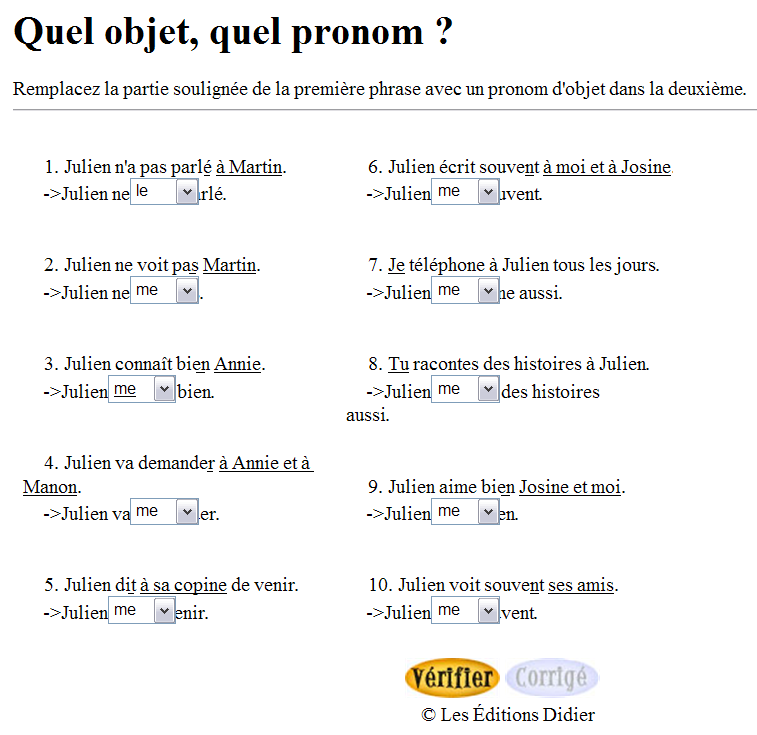 Quel objet, quel pronom ?
Remplacez la partie soulignée de la première phrase avec un pronom d'objet dans la deuxième.
1. Julien n'a pas parlé à Martin.
->Julien ne le rlé.
2. Julien ne voit pas Martin.
->Julien ne me .
3. Julien connaît bien Annie.
->Julien me bien.
4. Julien va demander à Annie et à
Manon.
->Julien va me er.
5. Julien dit à sa copine de venir.
->Julien me enir.
6. Julien écrit souvent à moi et à Josine.
->Julien me uvent.
7. Je téléphone à Julien tous les jours.
->Julien me ne aussi.
8. Tu racontes des histoires à Julien.
->Julien me des histoires
aussi.
9. Julien aime bien Josine et moi.
->Julien me en.
10. Julien voit souvent ses amis.
->Julien me vent.
Vérifier Corrigé
© Les Éditions Didier